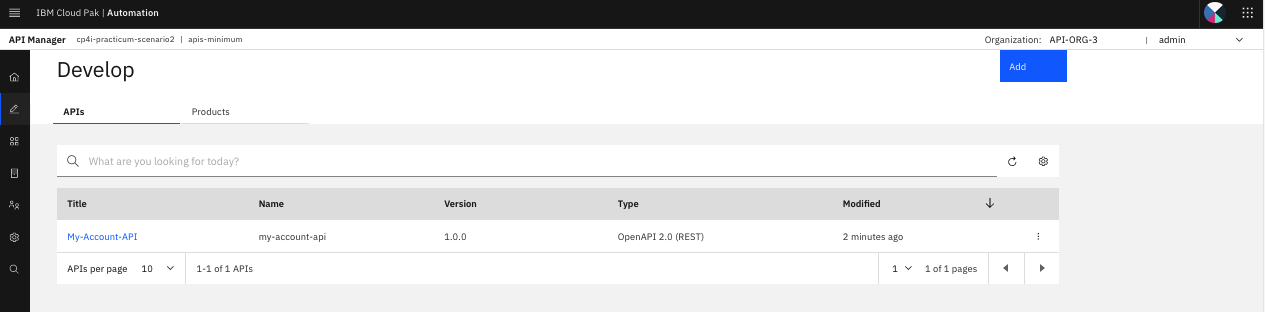 IBM Cloud Pak | Automation
API Manager cp4i-practicum-scenario2 | apis-minimum Organization: API-ORG-3 | admin
Develop Add
APIs Products
What are you looking for today?
Title Name Version Type Modified
My-Account-API my-account-api 1.0.0 OpenAPI 2.0 (REST) 2 minutes ago
APIs per page 10 1-1 of 1 APIs 1 1 of 1 pages